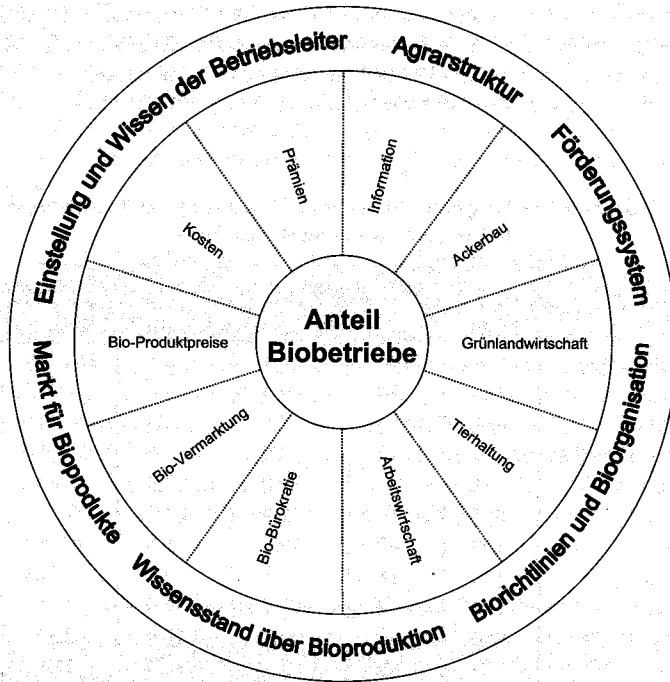 Einstellung und Wissen der Betriebsleiter
Agrarstruktur
Förderungssystem
Biorichtlinien und Bioorganisation
Wissensstand über Bioproduktion
Markt für Bioprodukte
Prämien
Information
Ackerbau
Grünlandwirtschaft
Tierhaltung
Arbeitswirtschaft
Bio-Bürokratie
Bio-Vermarktung
Bio-Produktpreise
Kosten
Anteil
Biobetriebe